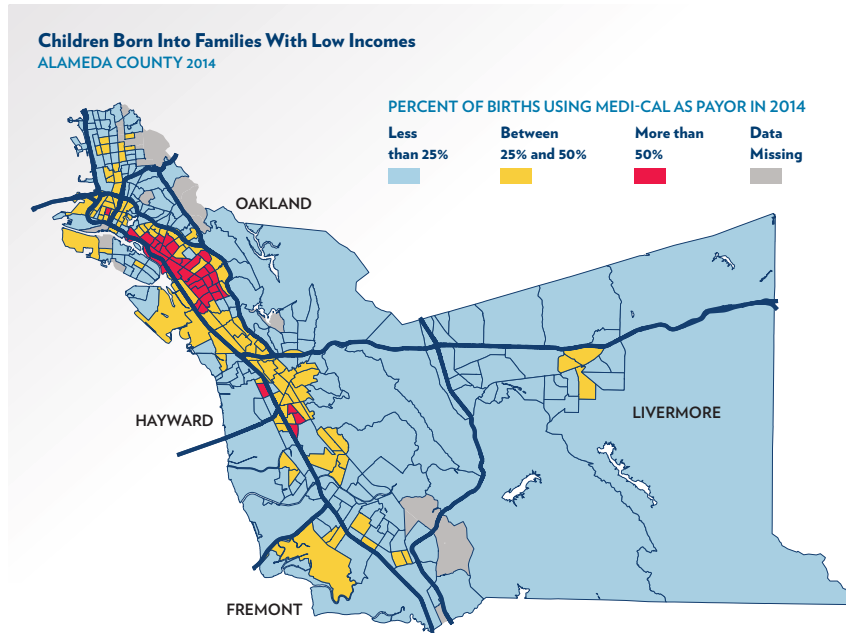 Children Born Into Families With Low Incomes
ALAMEDA COUNTY 2014
PERCENT OF BIRTHS USING MEDI-CAL AS PAYOR IN 2014
Less than 25%
Between 25% and 50%
More than 50%
Data Missing
OAKLAND
HAYWARD
LIVERMORE
FREMONT